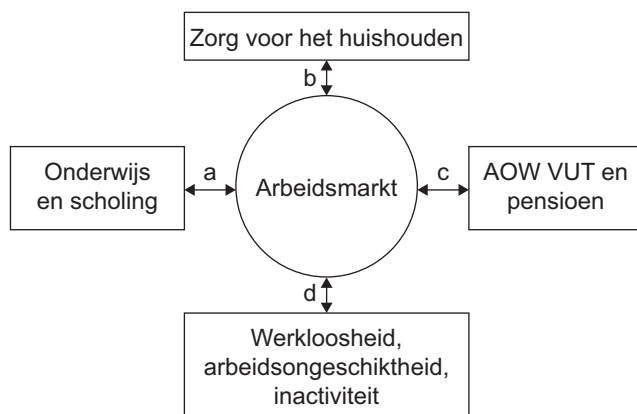 Zorg voor het huishouden
b
Onderwijs
en scholing
a
Arbeidsmarkt
c
AOW VUT en
pensioen
d
Werkloosheid,
arbeidsongeschiktheid,
inactiviteit